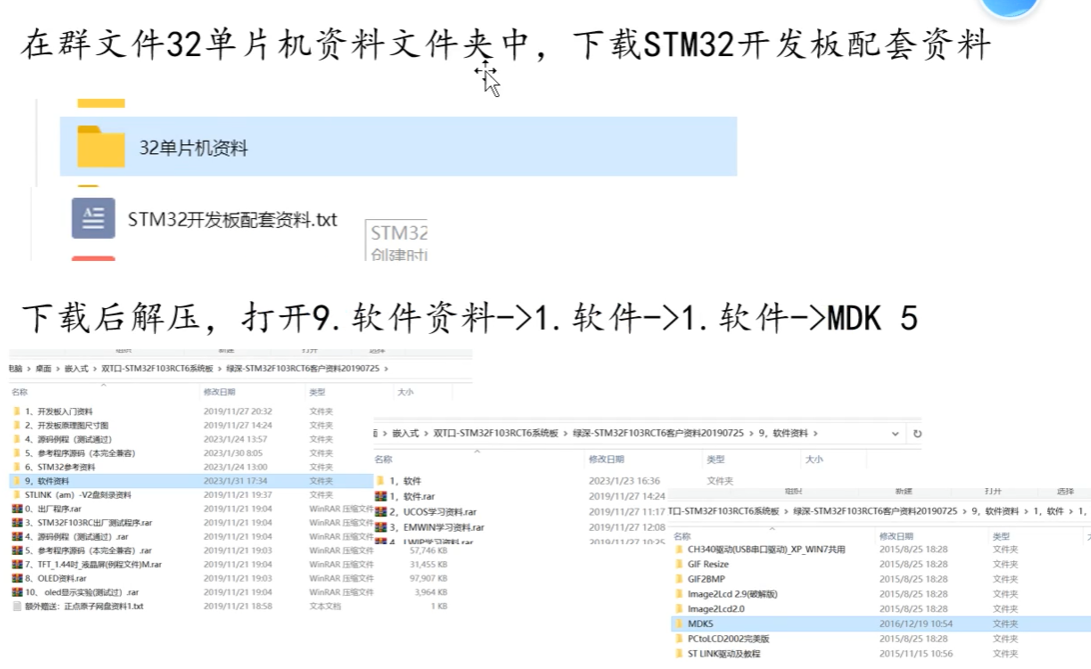 在群文件32单片机资料文件夹中，下载STM32开发板配套资料
32单片机资料
STM32开发板配套资料.txt
STM32
创建时
下载后解压，打开9.软件资料->1.软件->1.软件->MDK 5
桌面 > 嵌入式 > 双TI口-STM32F103RCT6系统板 > 绿深-STM32F103RCT6客户资料20190725 >
名称 修改日期 类型 大小
1、开发板入门资料 2019/11/27 20:32 文件夹
2、开发板原理图尺寸图 2019/11/27 14:24 文件夹
4、源码例程（测试通过） 2023/1/24 13:57 文件夹
5、参考程序源码（本完全兼容） 2023/1/30 8:05 文件夹
6、STM32参考资料 2023/1/24 13:00 文件夹
9，软件资料 2023/1/31 17:34 文件夹
STLINK（am）-V2盘刻录资料 2019/11/21 19:37 文件夹
0、出厂程序.rar 2019/11/21 19:04 WinRAR 压缩文件
3、STM32F103RC出厂测试程序.rar 2019/11/21 19:04 WinRAR 压缩文件
4、源码例程（测试通过）.rar 2019/11/21 19:04 WinRAR 压缩文件
5、参考程序源码（本完全兼容）.rar 2019/11/21 19:03 WinRAR 压缩文件 57,746 KB
7、TFT_1.44吋_液晶屏(例程文件)M.rar 2019/11/21 19:04 WinRAR 压缩文件 31,455 KB
8、OLED资料.rar 2019/11/21 19:03 WinRAR 压缩文件 97,907 KB
10、oled显示实验(测试过）.rar 2019/11/21 19:04 WinRAR 压缩文件 3,964 KB
额外赠送：正点原子网盘资料1.txt 2019/11/21 18:58 文本文档 1 KB
嵌入式 > 双TI口-STM32F103RCT6系统板 > 绿深-STM32F103RCT6客户资料20190725 > 9，软件资料 >
名称 修改日期 类型 大小
1，软件 2023/1/23 16:36 文件夹
1，软件.rar 2019/11/27 14:24
2，UCOS学习资料.rar 2019/11/27 11:17
3，EMWIN学习资料.rar 2019/11/27 12:08
4，LWIP学习资料.rar 2019/11/27 10:25
组织 新建 打开 选择
TI口-STM32F103RCT6系统板 > 绿深-STM32F103RCT6客户资料20190725 > 9，软件资料 > 1，软件 > 1，
名称 修改日期 类型
CH340驱动(USB串口驱动)_XP_WIN7共用 2015/8/25 18:28 文件夹
GIF Resize 2015/8/25 18:28 文件夹
GIF2BMP 2015/8/25 18:28 文件夹
Image2Lcd 2.9(破解版) 2015/8/25 18:28 文件夹
Image2Lcd2.0 2015/8/25 18:28 文件夹
MDK5 2016/12/19 10:54 文件夹
PCtoLCD2002完美版 2015/8/25 18:28 文件夹
ST LINK驱动及教程 2015/11/15 10:56 文件夹